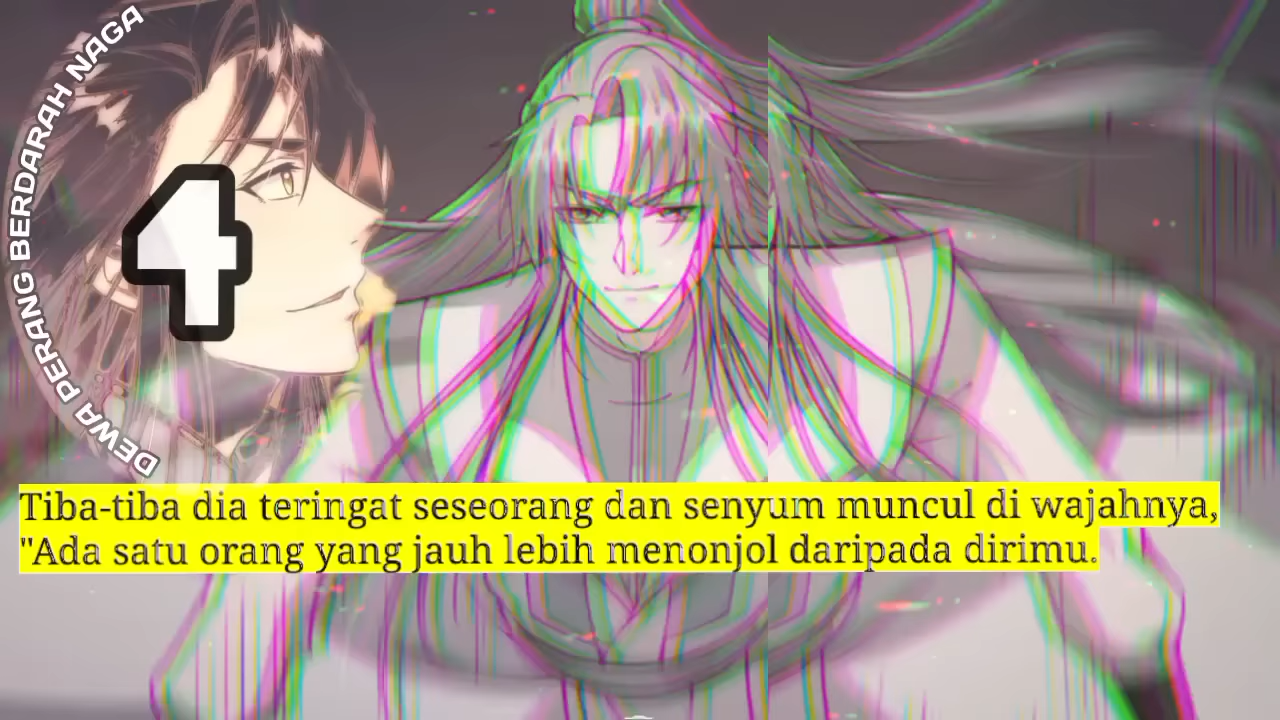 DEWA PERANG BERDARAH NAGA
4
Tiba-tiba dia teringat seseorang dan senyum muncul di wajahnya,
"Ada satu orang yang jauh lebih menonjol daripada dirimu.